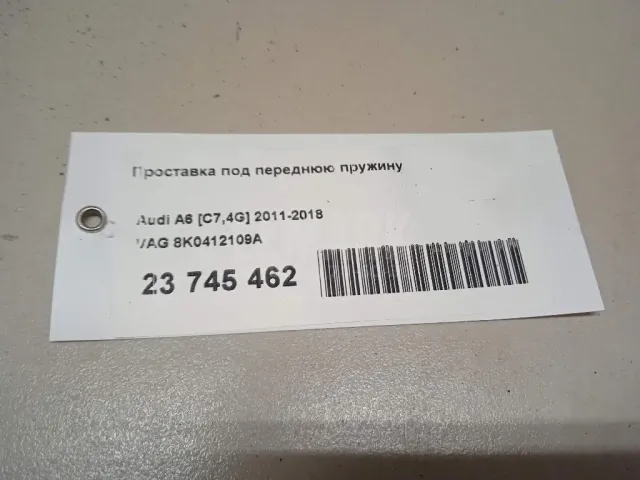 Проставка под переднюю пружину
Audi A6 [C7,4G] 2011-2018
VAG 8K0412109A
23 745 462